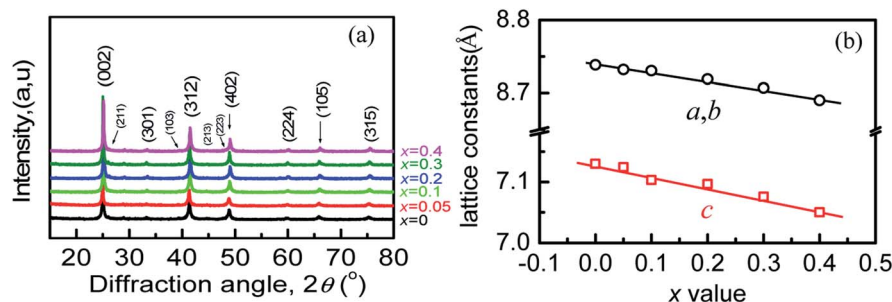 (a)
Intensity,(a,u)
(002)
(211)
(301)
(103)
(312)
(213)
(223)
(402)
(224)
(105)
(315)
x=0.4
x=0.3
x=0.2
x=0.1
x=0.05
x=0
20 30 40 50 60 70 80
Diffraction angle, 2θ (°)
(b)
lattice constants(Å)
8.8
8.7
7.1
7.0
a,b
c
-0.1 0.0 0.1 0.2 0.3 0.4 0.5
x value